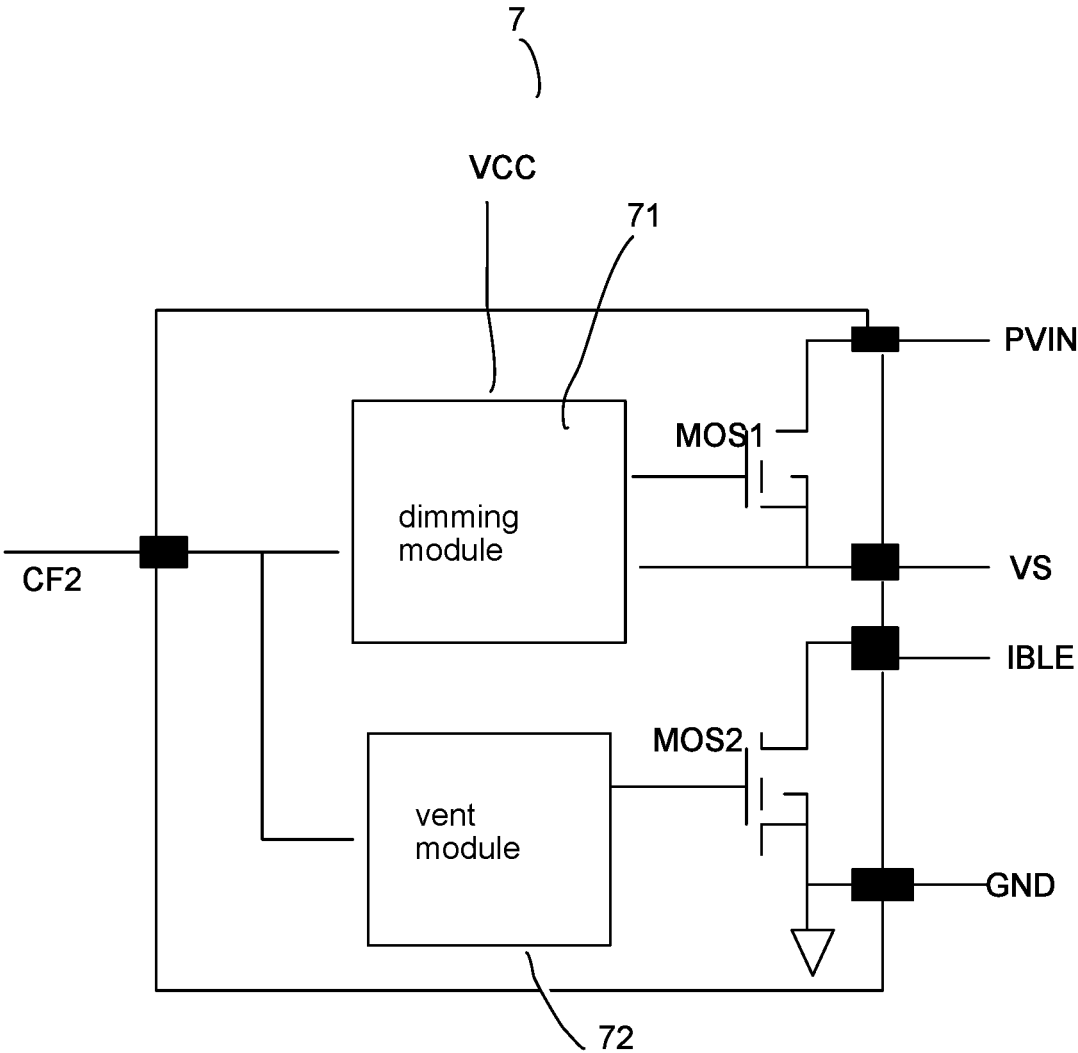 7
VCC
71
PVIN
MOS1
dimming
module
CF2
VS
IBLE
MOS2
vent
module
GND
72